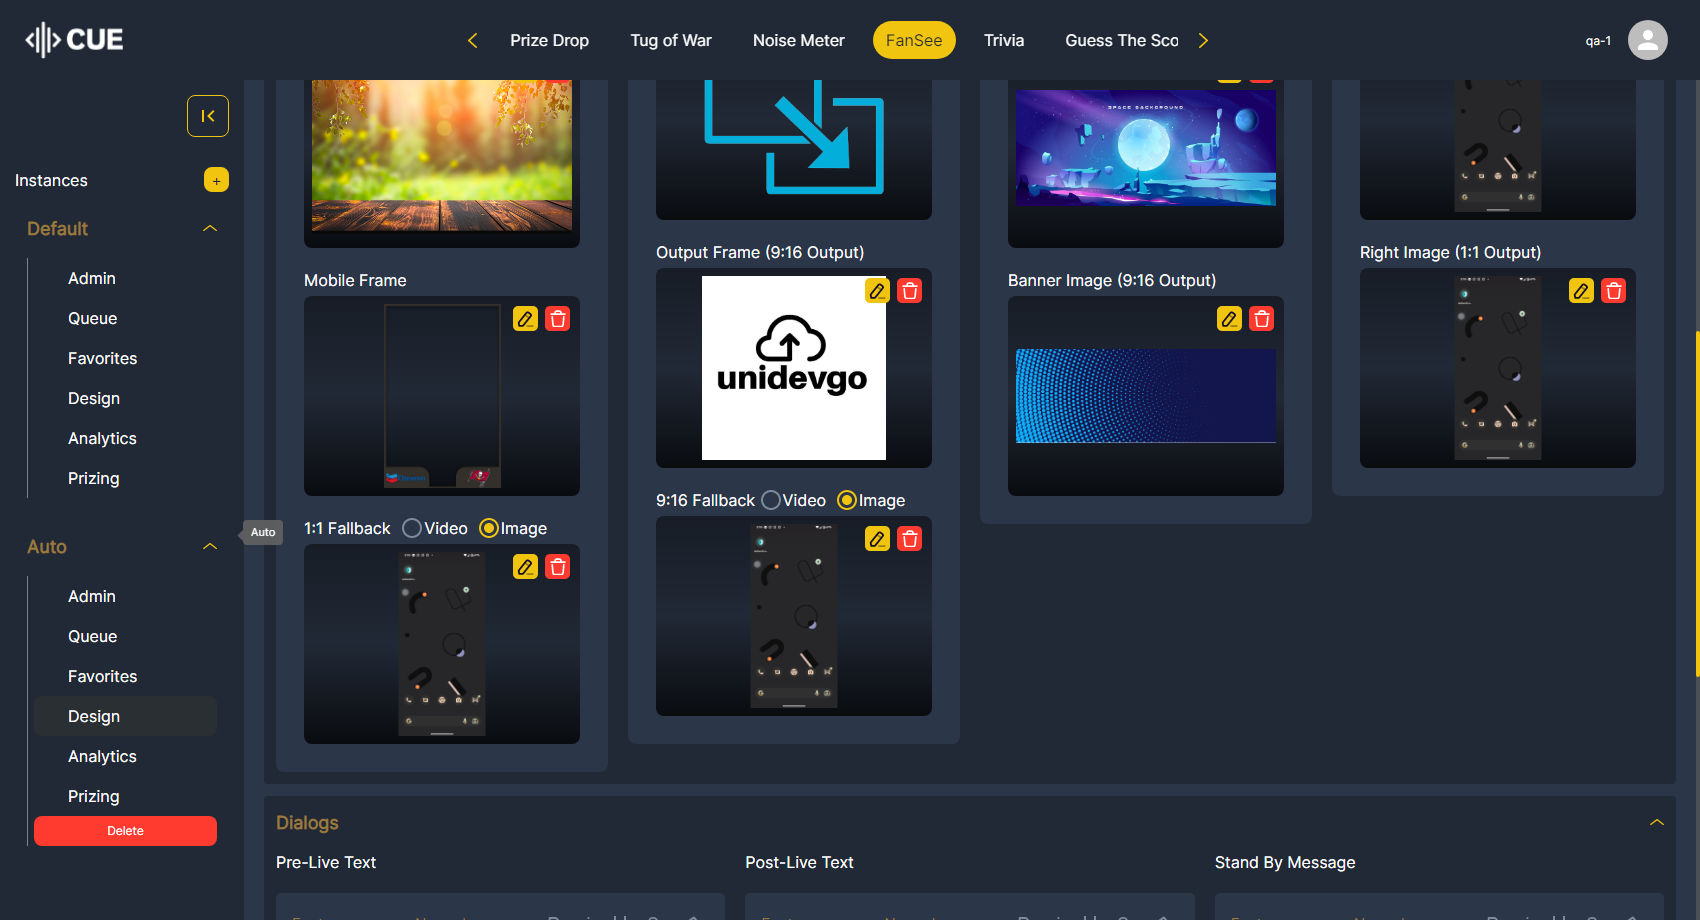 CUE
Prize Drop
Tug of War
Noise Meter
FanSee
Trivia
Guess The Sco
qa-1
Instances
+
Default
Admin
Queue
Favorites
Design
Analytics
Prizing
Auto
Auto
Admin
Queue
Favorites
Design
Analytics
Prizing
Delete
SPACE BACKGROUND
Mobile Frame
Output Frame (9:16 Output)
unidevgo
Banner Image (9:16 Output)
Right Image (1:1 Output)
1:1 Fallback Video Image
9:16 Fallback Video Image
Dialogs
Pre-Live Text
Post-Live Text
Stand By Message